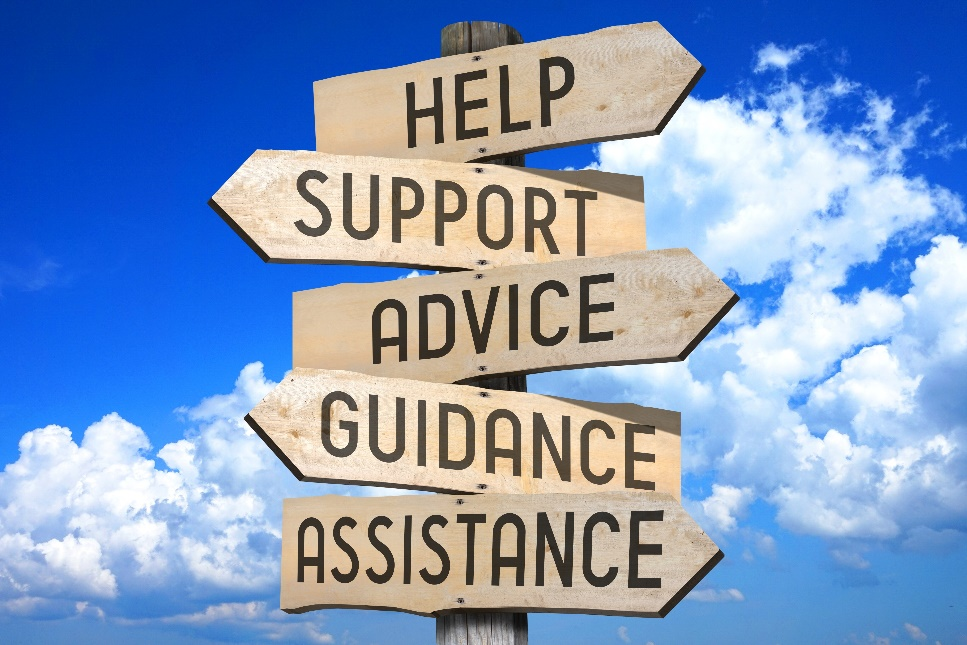 HELP
SUPPORT
ADVICE
GUIDANCE
ASSISTANCE